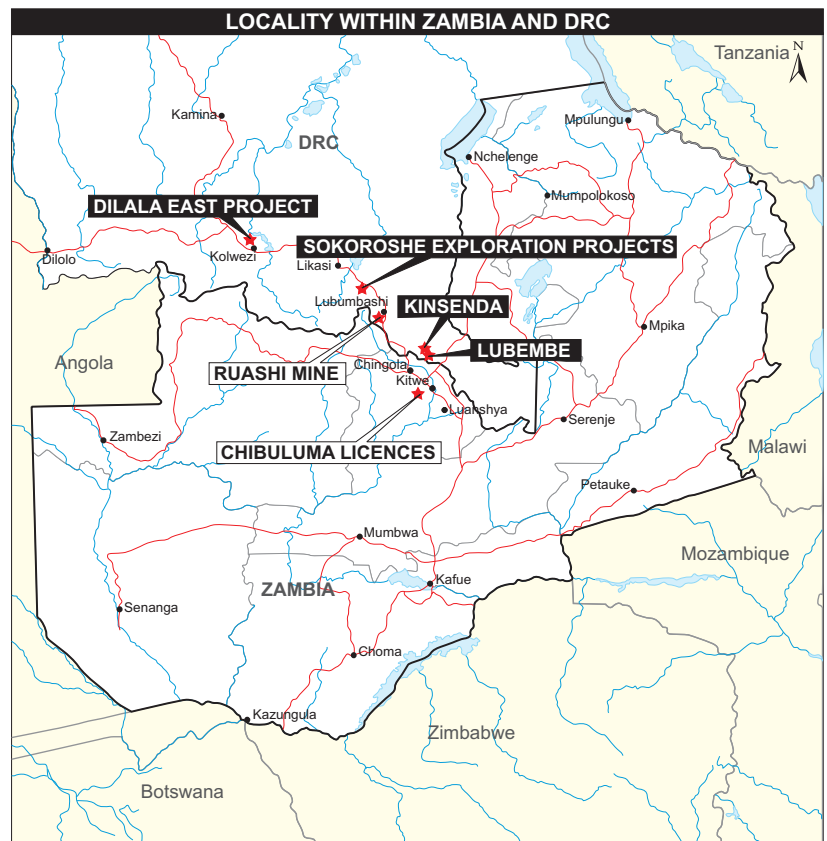 LOCALITY WITHIN ZAMBIA AND DRC
N
Tanzania
Kamina
Mpulungu
DRC
Nchelenge
Mumpolokoso
DILALA EAST PROJECT
SOKOROSHE EXPLORATION PROJECTS
Dilolo
Kolwezi
Likasi
Lubumbashi
KINSENDA
Mpika
LUBEMBE
Angola
RUASHI MINE
Chingola
Kitwe
Luanshya
Serenje
Zambezi
CHIBULUMA LICENCES
Malawi
Petauke
Mumbwa
Mozambique
Kafue
ZAMBIA
Senanga
Choma
Kazungula
Zimbabwe
Botswana